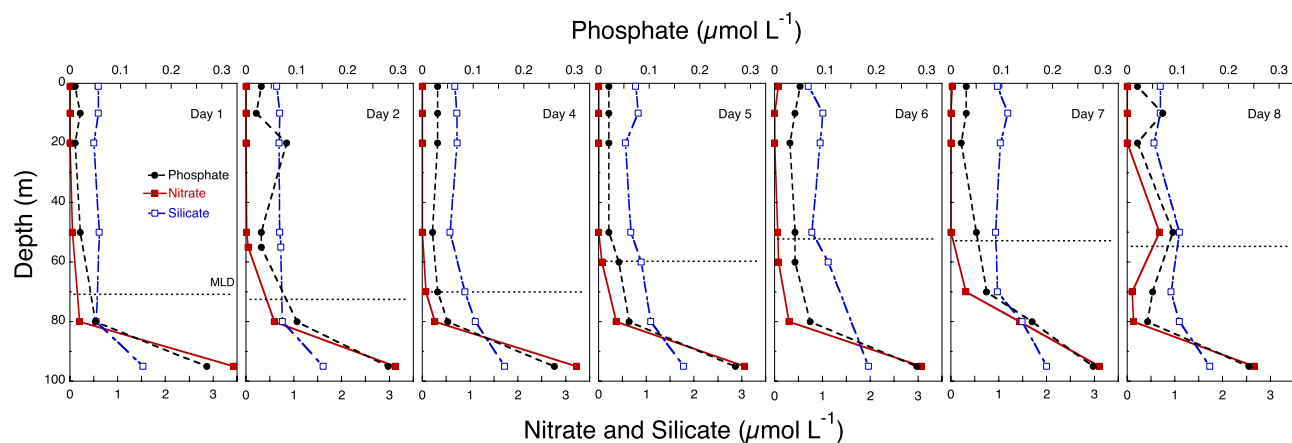 Phosphate (µmol L⁻¹)
0 0.1 0.2 0.3 0 0.1 0.2 0.3 0 0.1 0.2 0.3 0 0.1 0.2 0.3 0 0.1 0.2 0.3 0 0.1 0.2 0.3 0 0.1 0.2 0.3
0
Day 1 Day 2 Day 4 Day 5 Day 6 Day 7 Day 8
20
Phosphate
Nitrate
Silicate
40
Depth (m)
60
MLD
80
100
0 1 2 3 0 1 2 3 0 1 2 3 0 1 2 3 0 1 2 3 0 1 2 3 0 1 2 3
Nitrate and Silicate (µmol L⁻¹)